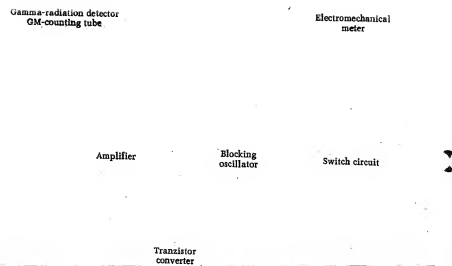 Gamma-radiation detector
GM-counting tube
Electromechanical
meter
Amplifier
Blocking
oscillator
Switch circuit
Tranzistor
converter